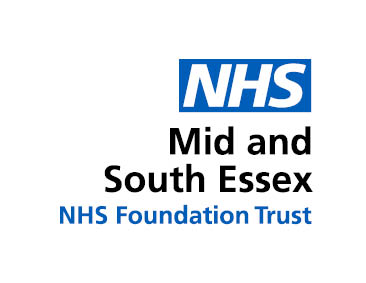 NHS
Mid and
South Essex
NHS Foundation Trust